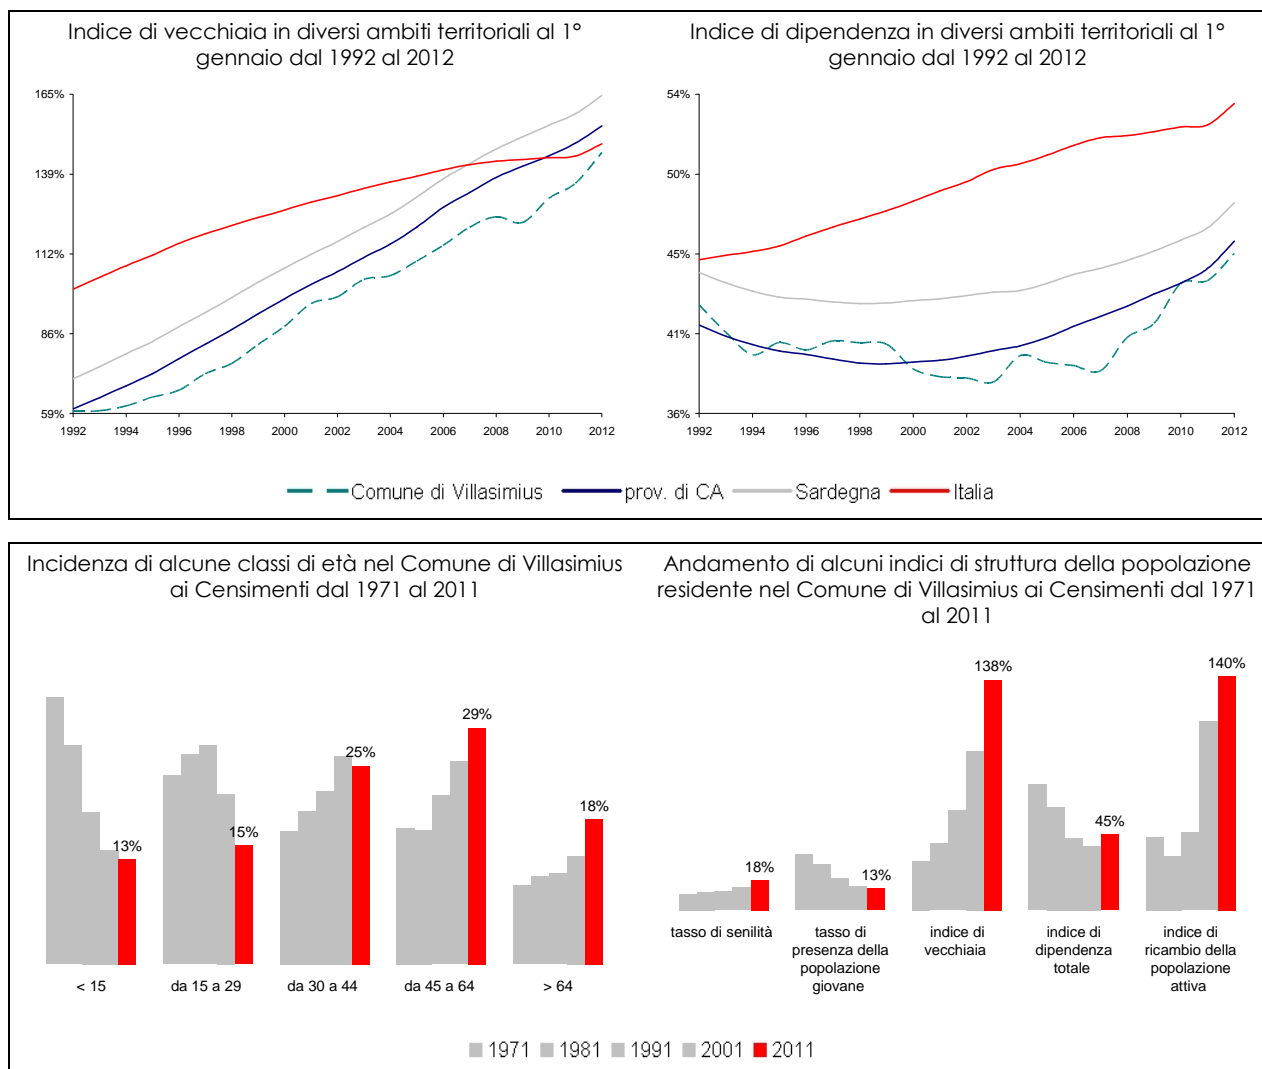 Indice di vecchiaia in diversi ambiti territoriali al 1°
gennaio dal 1992 al 2012
165%
139%
112%
86%
59%
1992 1994 1996 1998 2000 2002 2004 2006 2008 2010 2012
Indice di dipendenza in diversi ambiti territoriali al 1°
gennaio dal 1992 al 2012
54%
50%
45%
41%
36%
1992 1994 1996 1998 2000 2002 2004 2006 2008 2010 2012
Comune di Villasimius prov. di CA Sardegna Italia
Incidenza di alcune classi di età nel Comune di Villasimius
ai Censimenti dal 1971 al 2011
13%
15%
25%
29%
18%
< 15 da 15 a 29 da 30 a 44 da 45 a 64 > 64
Andamento di alcuni indici di struttura della popolazione
residente nel Comune di Villasimius ai Censimenti dal 1971
al 2011
18%
13%
138%
45%
140%
tasso di senilità
tasso di
presenza della
popolazione
giovane
indice di
vecchiaia
indice di
dipendenza
totale
indice di
ricambio della
popolazione
attiva
1971 1981 1991 2001 2011